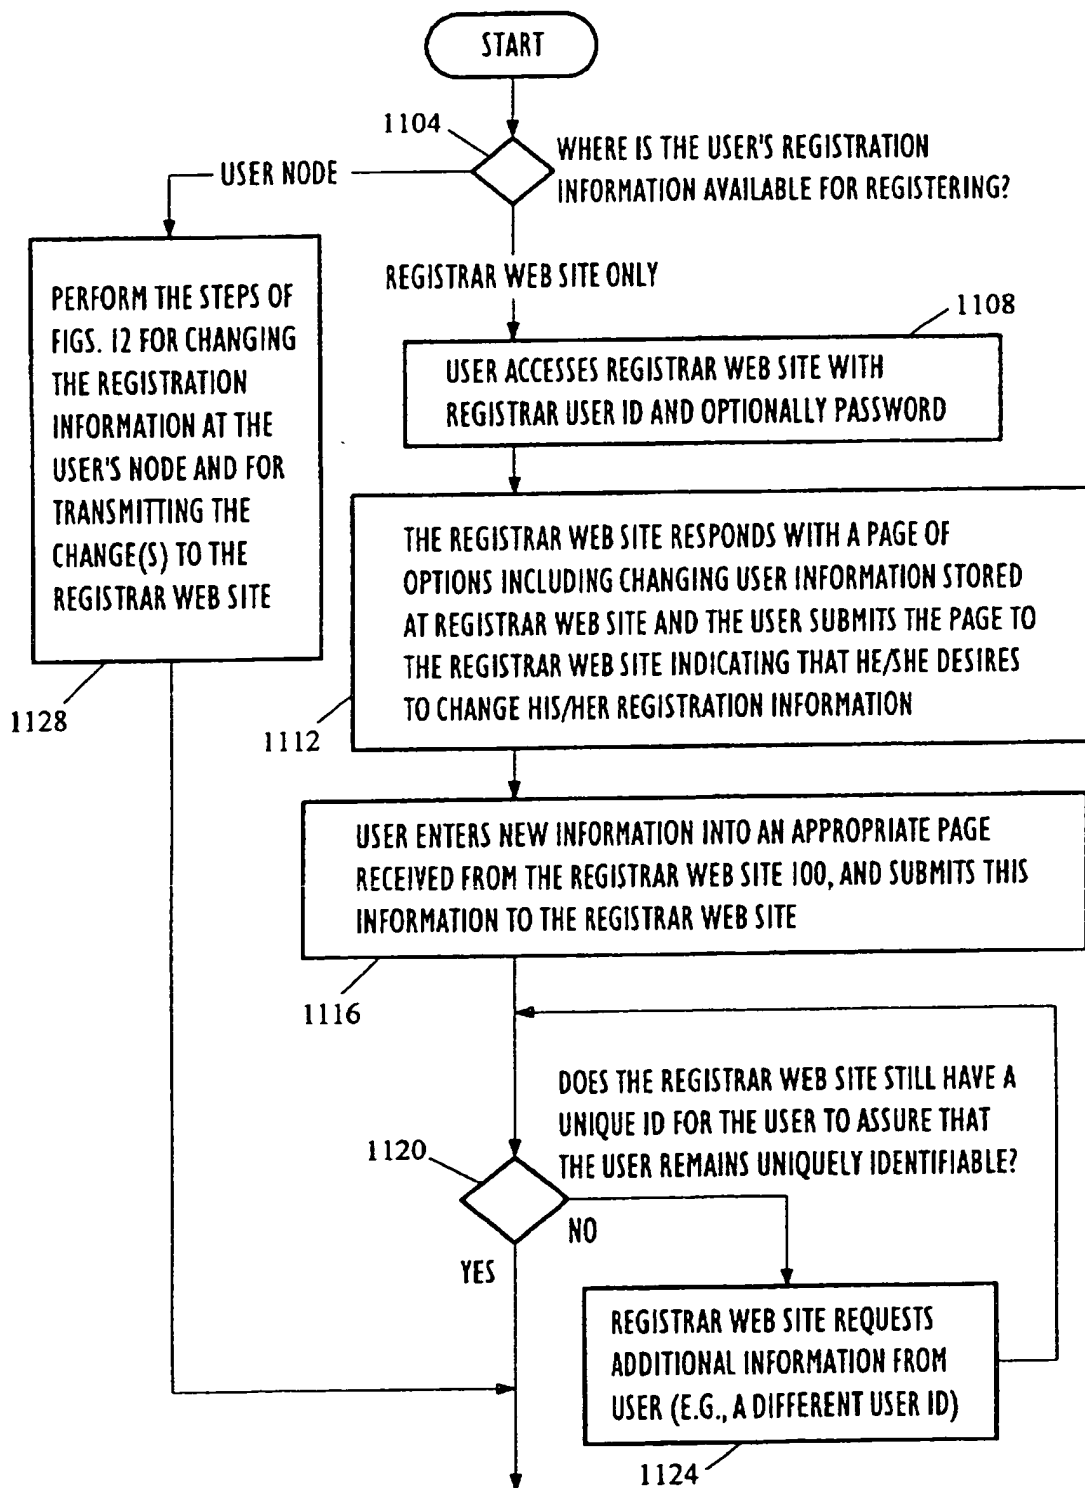 START
1104
WHERE IS THE USER'S REGISTRATION
INFORMATION AVAILABLE FOR REGISTERING?
USER NODE
REGISTRAR WEB SITE ONLY
PERFORM THE STEPS OF
FIGS. 12 FOR CHANGING
THE REGISTRATION
INFORMATION AT THE
USER'S NODE AND FOR
TRANSMITTING THE
CHANGE(S) TO THE
REGISTRAR WEB SITE
1128
1108
USER ACCESSES REGISTRAR WEB SITE WITH
REGISTRAR USER ID AND OPTIONALLY PASSWORD
THE REGISTRAR WEB SITE RESPONDS WITH A PAGE OF
OPTIONS INCLUDING CHANGING USER INFORMATION STORED
AT REGISTRAR WEB SITE AND THE USER SUBMITS THE PAGE TO
THE REGISTRAR WEB SITE INDICATING THAT HE/SHE DESIRES
TO CHANGE HIS/HER REGISTRATION INFORMATION
1112
USER ENTERS NEW INFORMATION INTO AN APPROPRIATE PAGE
RECEIVED FROM THE REGISTRAR WEB SITE 100, AND SUBMITS THIS
INFORMATION TO THE REGISTRAR WEB SITE
1116
DOES THE REGISTRAR WEB SITE STILL HAVE A
UNIQUE ID FOR THE USER TO ASSURE THAT
THE USER REMAINS UNIQUELY IDENTIFIABLE?
1120
NO
YES
REGISTRAR WEB SITE REQUESTS
ADDITIONAL INFORMATION FROM
USER (E.G., A DIFFERENT USER ID)
1124